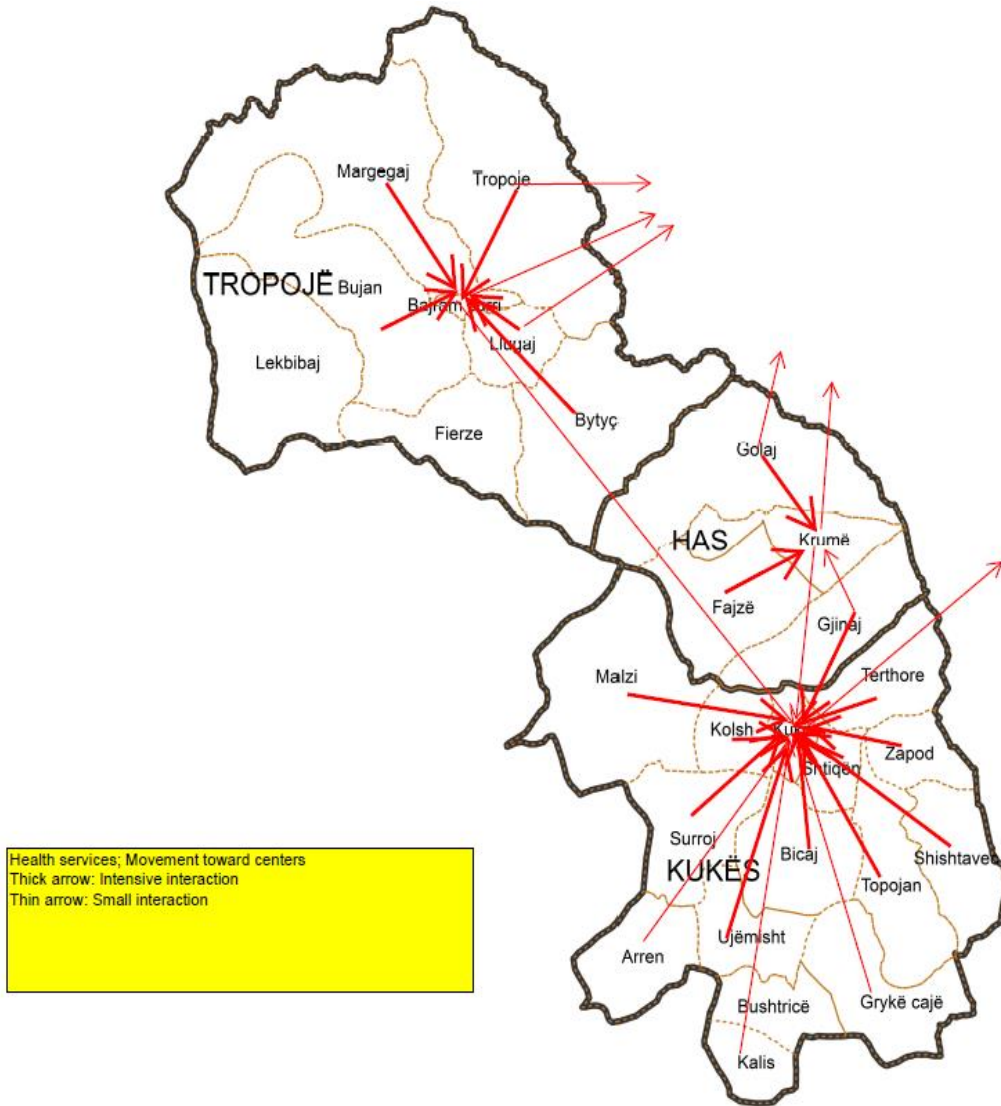 Margegaj
Tropoje
TROPOJË
Bujan
Bajram
Llugaj
Lekbibaj
Bytyç
Fierze
Golaj
HAS
Krumë
Fajzë
Gjinaj
Malzi
Terthore
Kolsh
Zapod
Shtiqën
Surroj
Bicaj
Shishtavec
KUKËS
Topojan
Ujëmisht
Arren
Grykë cajë
Bushtricë
Kalis
Health services; Movement toward centers
Thick arrow: Intensive interaction
Thin arrow: Small interaction